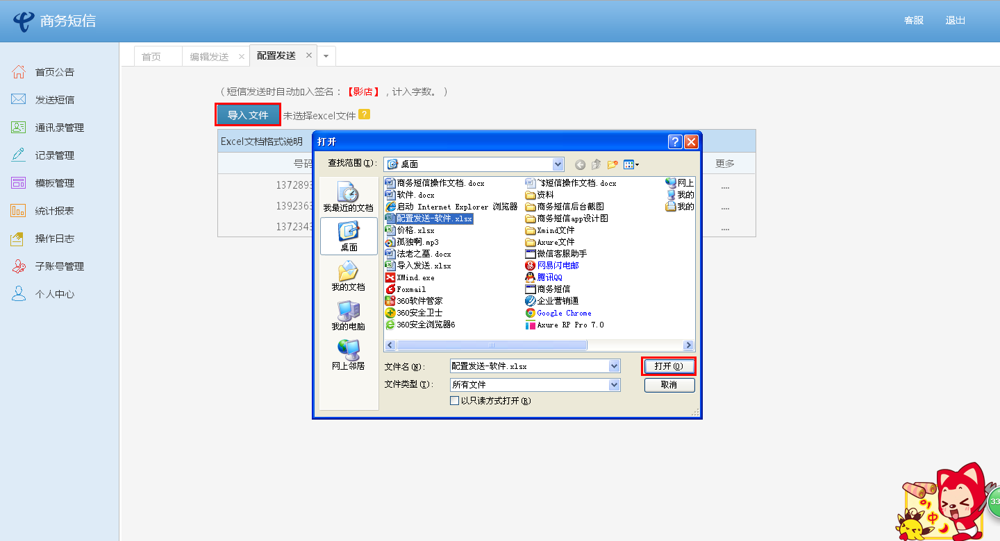 商务短信
客服 退出
首页 编辑发送 × 配置发送 ×
首页公告
发送短信
通讯录管理
记录管理
模板管理
统计报表
操作日志
子账号管理
个人中心
（短信发送时自动加入签名：【影店】，计入字数。）
导入文件 未选择excel文件 ?
Excel文档格式说明
号码 更多
1372893 ....
1392363 ....
1372343 ....
打开
查找范围(I): 桌面
我最近的文档
桌面
我的文档
我的电脑
网上邻居
商务短信操作文档.docx
软件.docx
启动 Internet Explorer 浏览器
配置发送-软件.xlsx
价格.xlsx
孤独啊.mp3
法老之墓.docx
导入发送.xlsx
XMind.exe
Foxmail
360软件管家
360安全卫士
360安全浏览器6
~$短信操作文档.docx
资料
商务短信后台截图
商务短信app设计图
Xmind文件
Axure文件
微信客服助手
网易闪电邮
腾讯QQ
商务短信
企业营销通
Google Chrome
Axure RP Pro 7.0
网上
我的
我的
文件名(N): 配置发送-软件.xlsx 打开(O)
文件类型(T): 所有文件 取消
以只读方式打开(R)
中
33